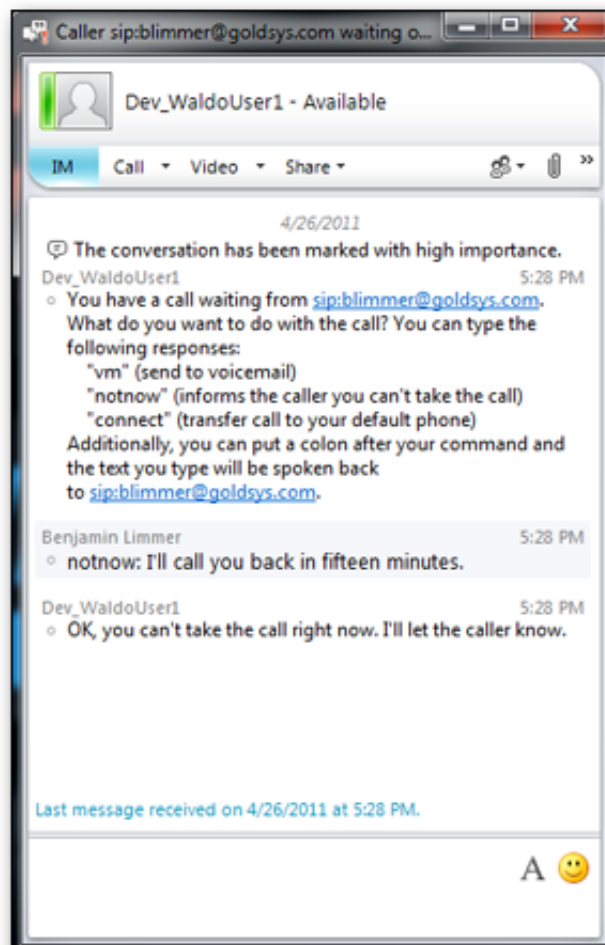 Caller sip:blimmer@goldsys.com waiting o...
Dev_WaldoUser1 - Available
IM Call Video Share
4/26/2011
The conversation has been marked with high importance.
Dev_WaldoUser1 5:28 PM
You have a call waiting from sip:blimmer@goldsys.com.
What do you want to do with the call? You can type the
following responses:
"vm" (send to voicemail)
"notnow" (informs the caller you can't take the call)
"connect" (transfer call to your default phone)
Additionally, you can put a colon after your command and
the text you type will be spoken back
to sip:blimmer@goldsys.com.
Benjamin Limmer 5:28 PM
notnow: I'll call you back in fifteen minutes.
Dev_WaldoUser1 5:28 PM
OK, you can't take the call right now. I'll let the caller know.
Last message received on 4/26/2011 at 5:28 PM.
A